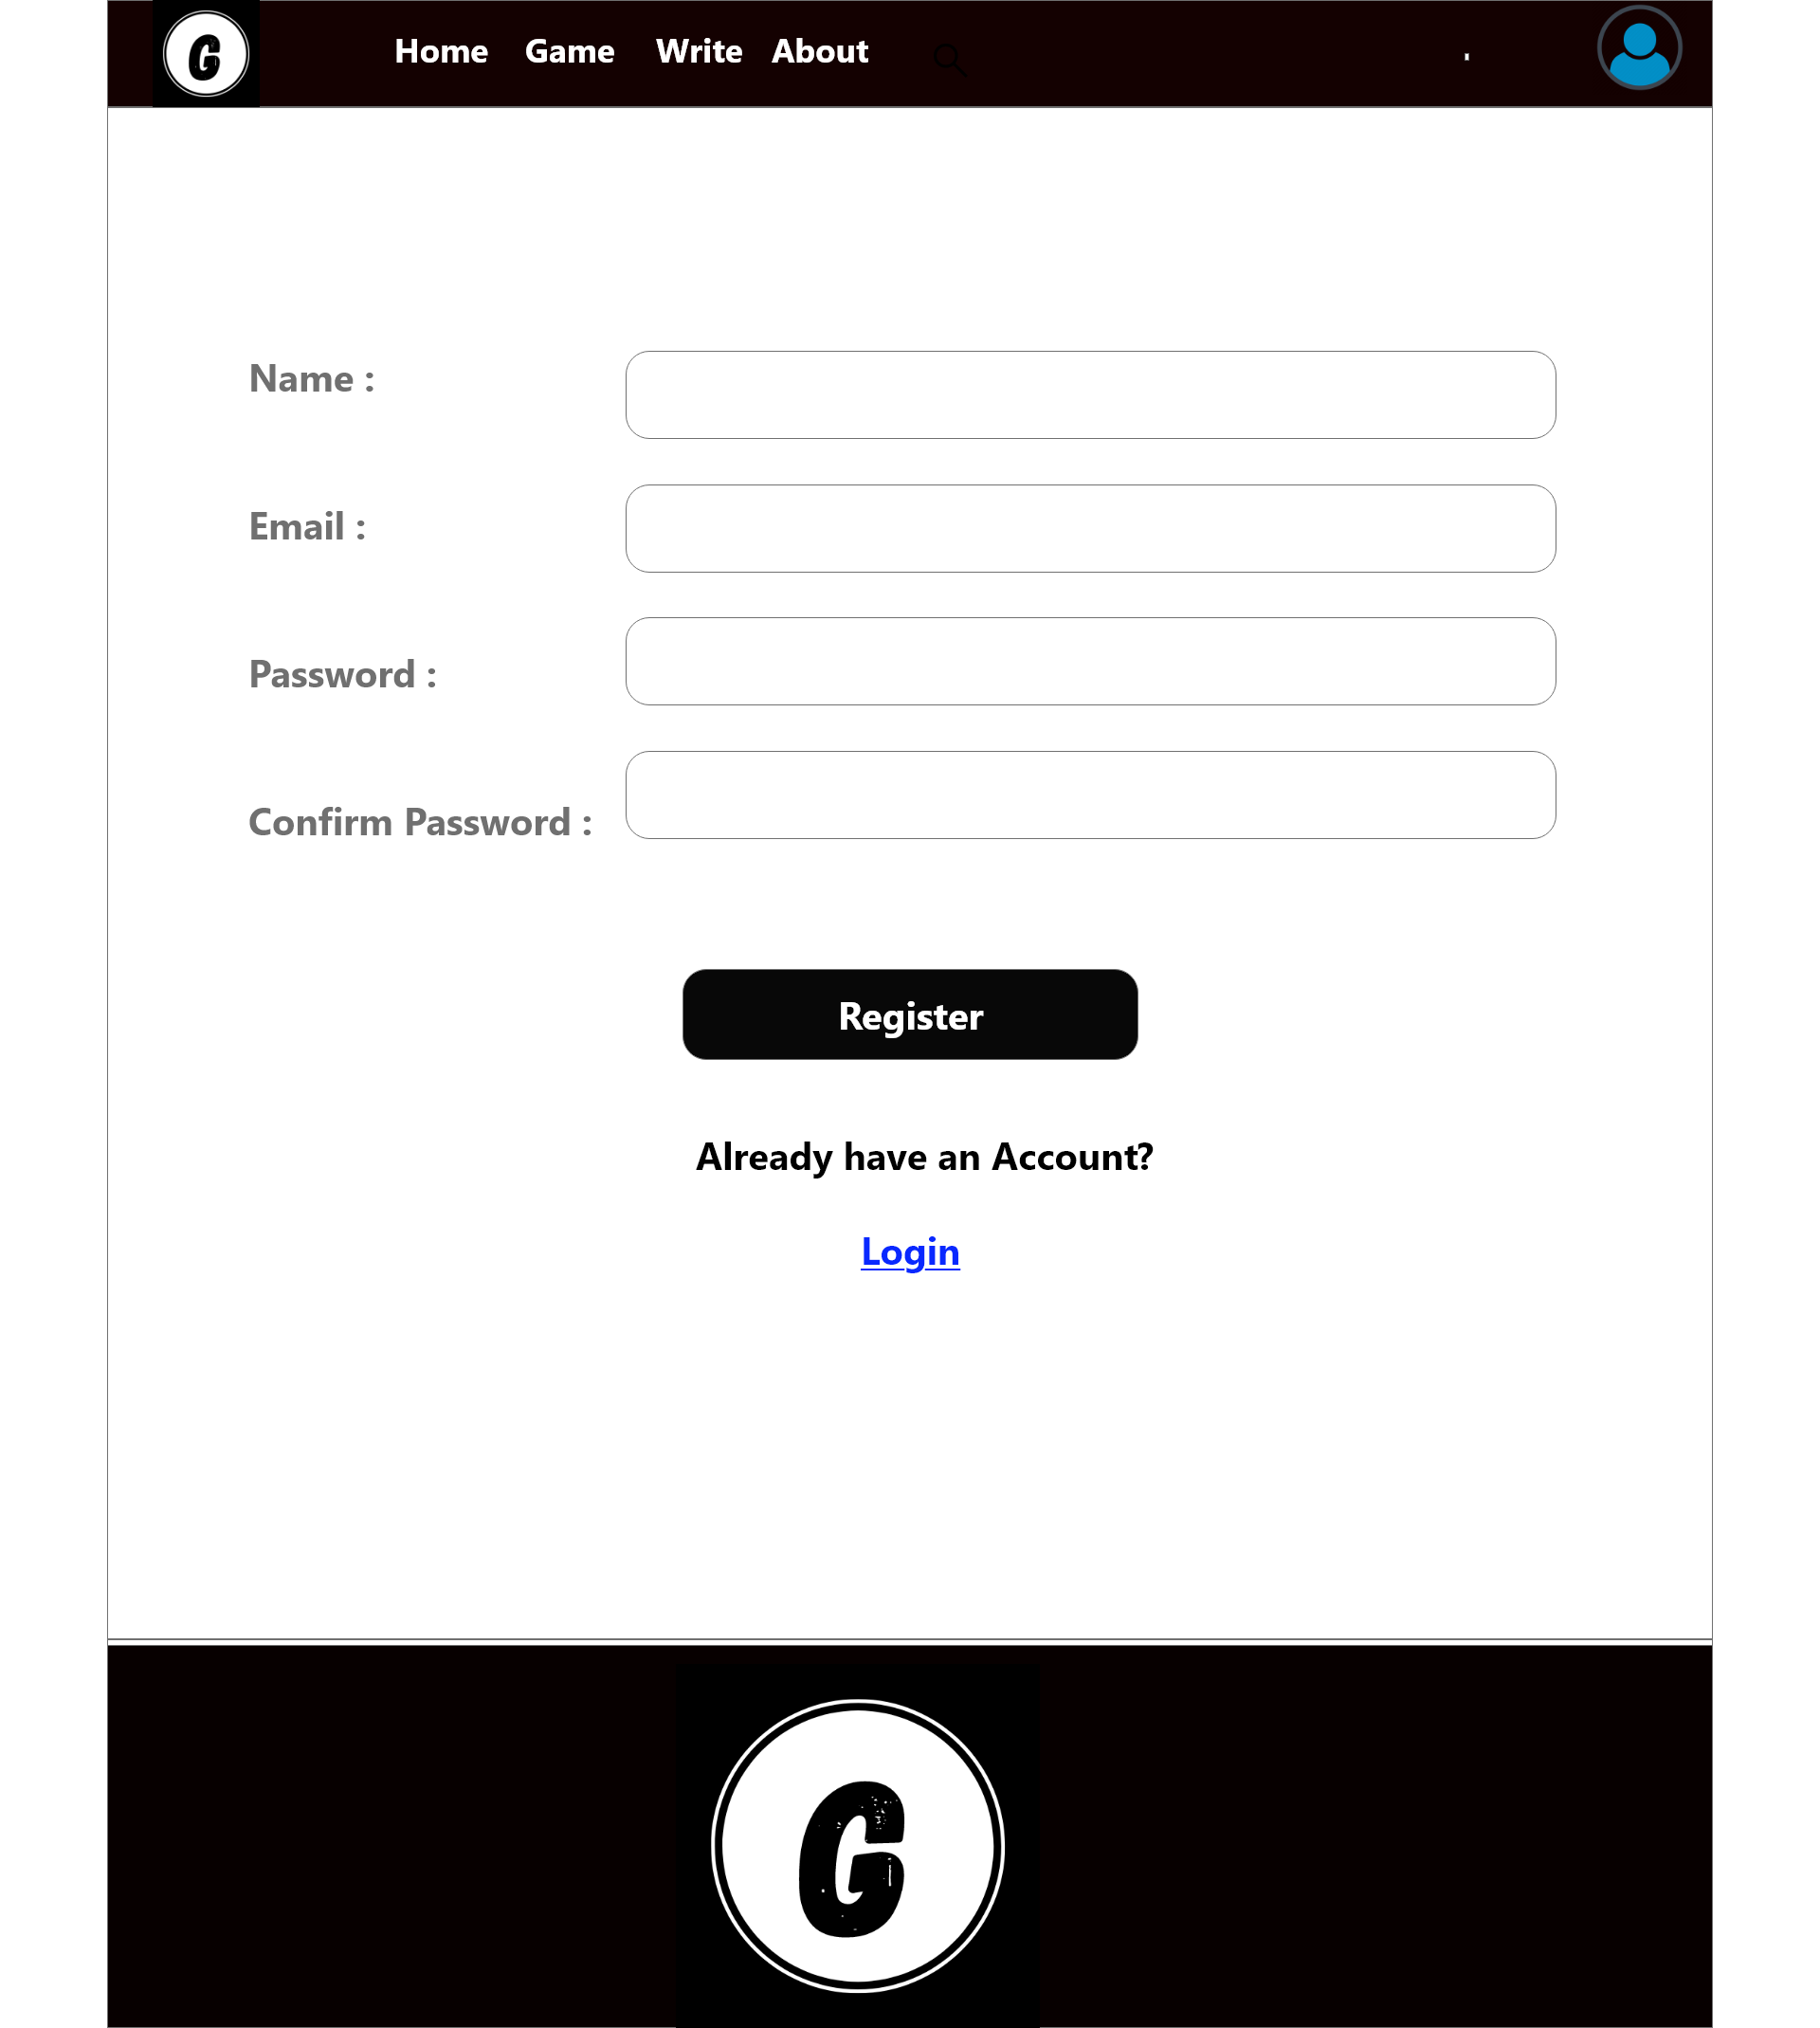 G
Home Game Write About
Name :
Email :
Password :
Confirm Password :
Register
Already have an Account?
Login
G